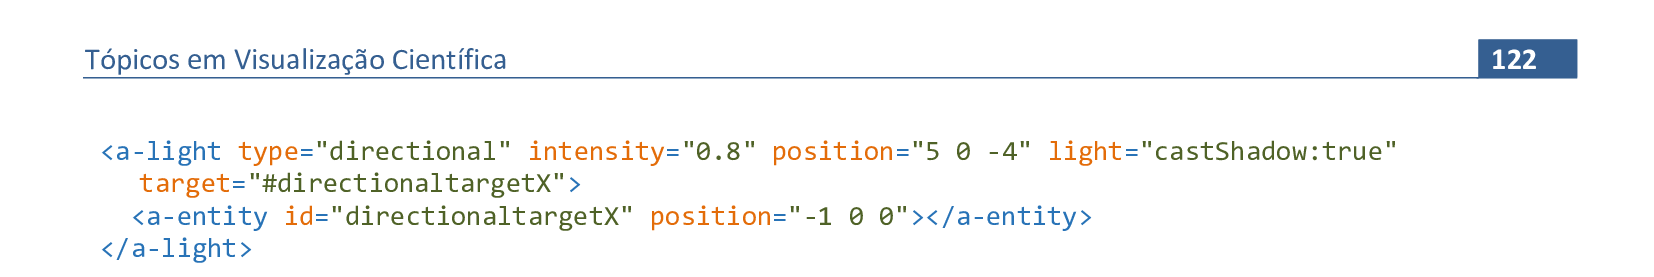 Tópicos em Visualização Científica 122
<a-light type="directional" intensity="0.8" position="5 0 -4" light="castShadow:true"
target="#directionaltargetX">
<a-entity id="directionaltargetX" position="-1 0 0"></a-entity>
</a-light>